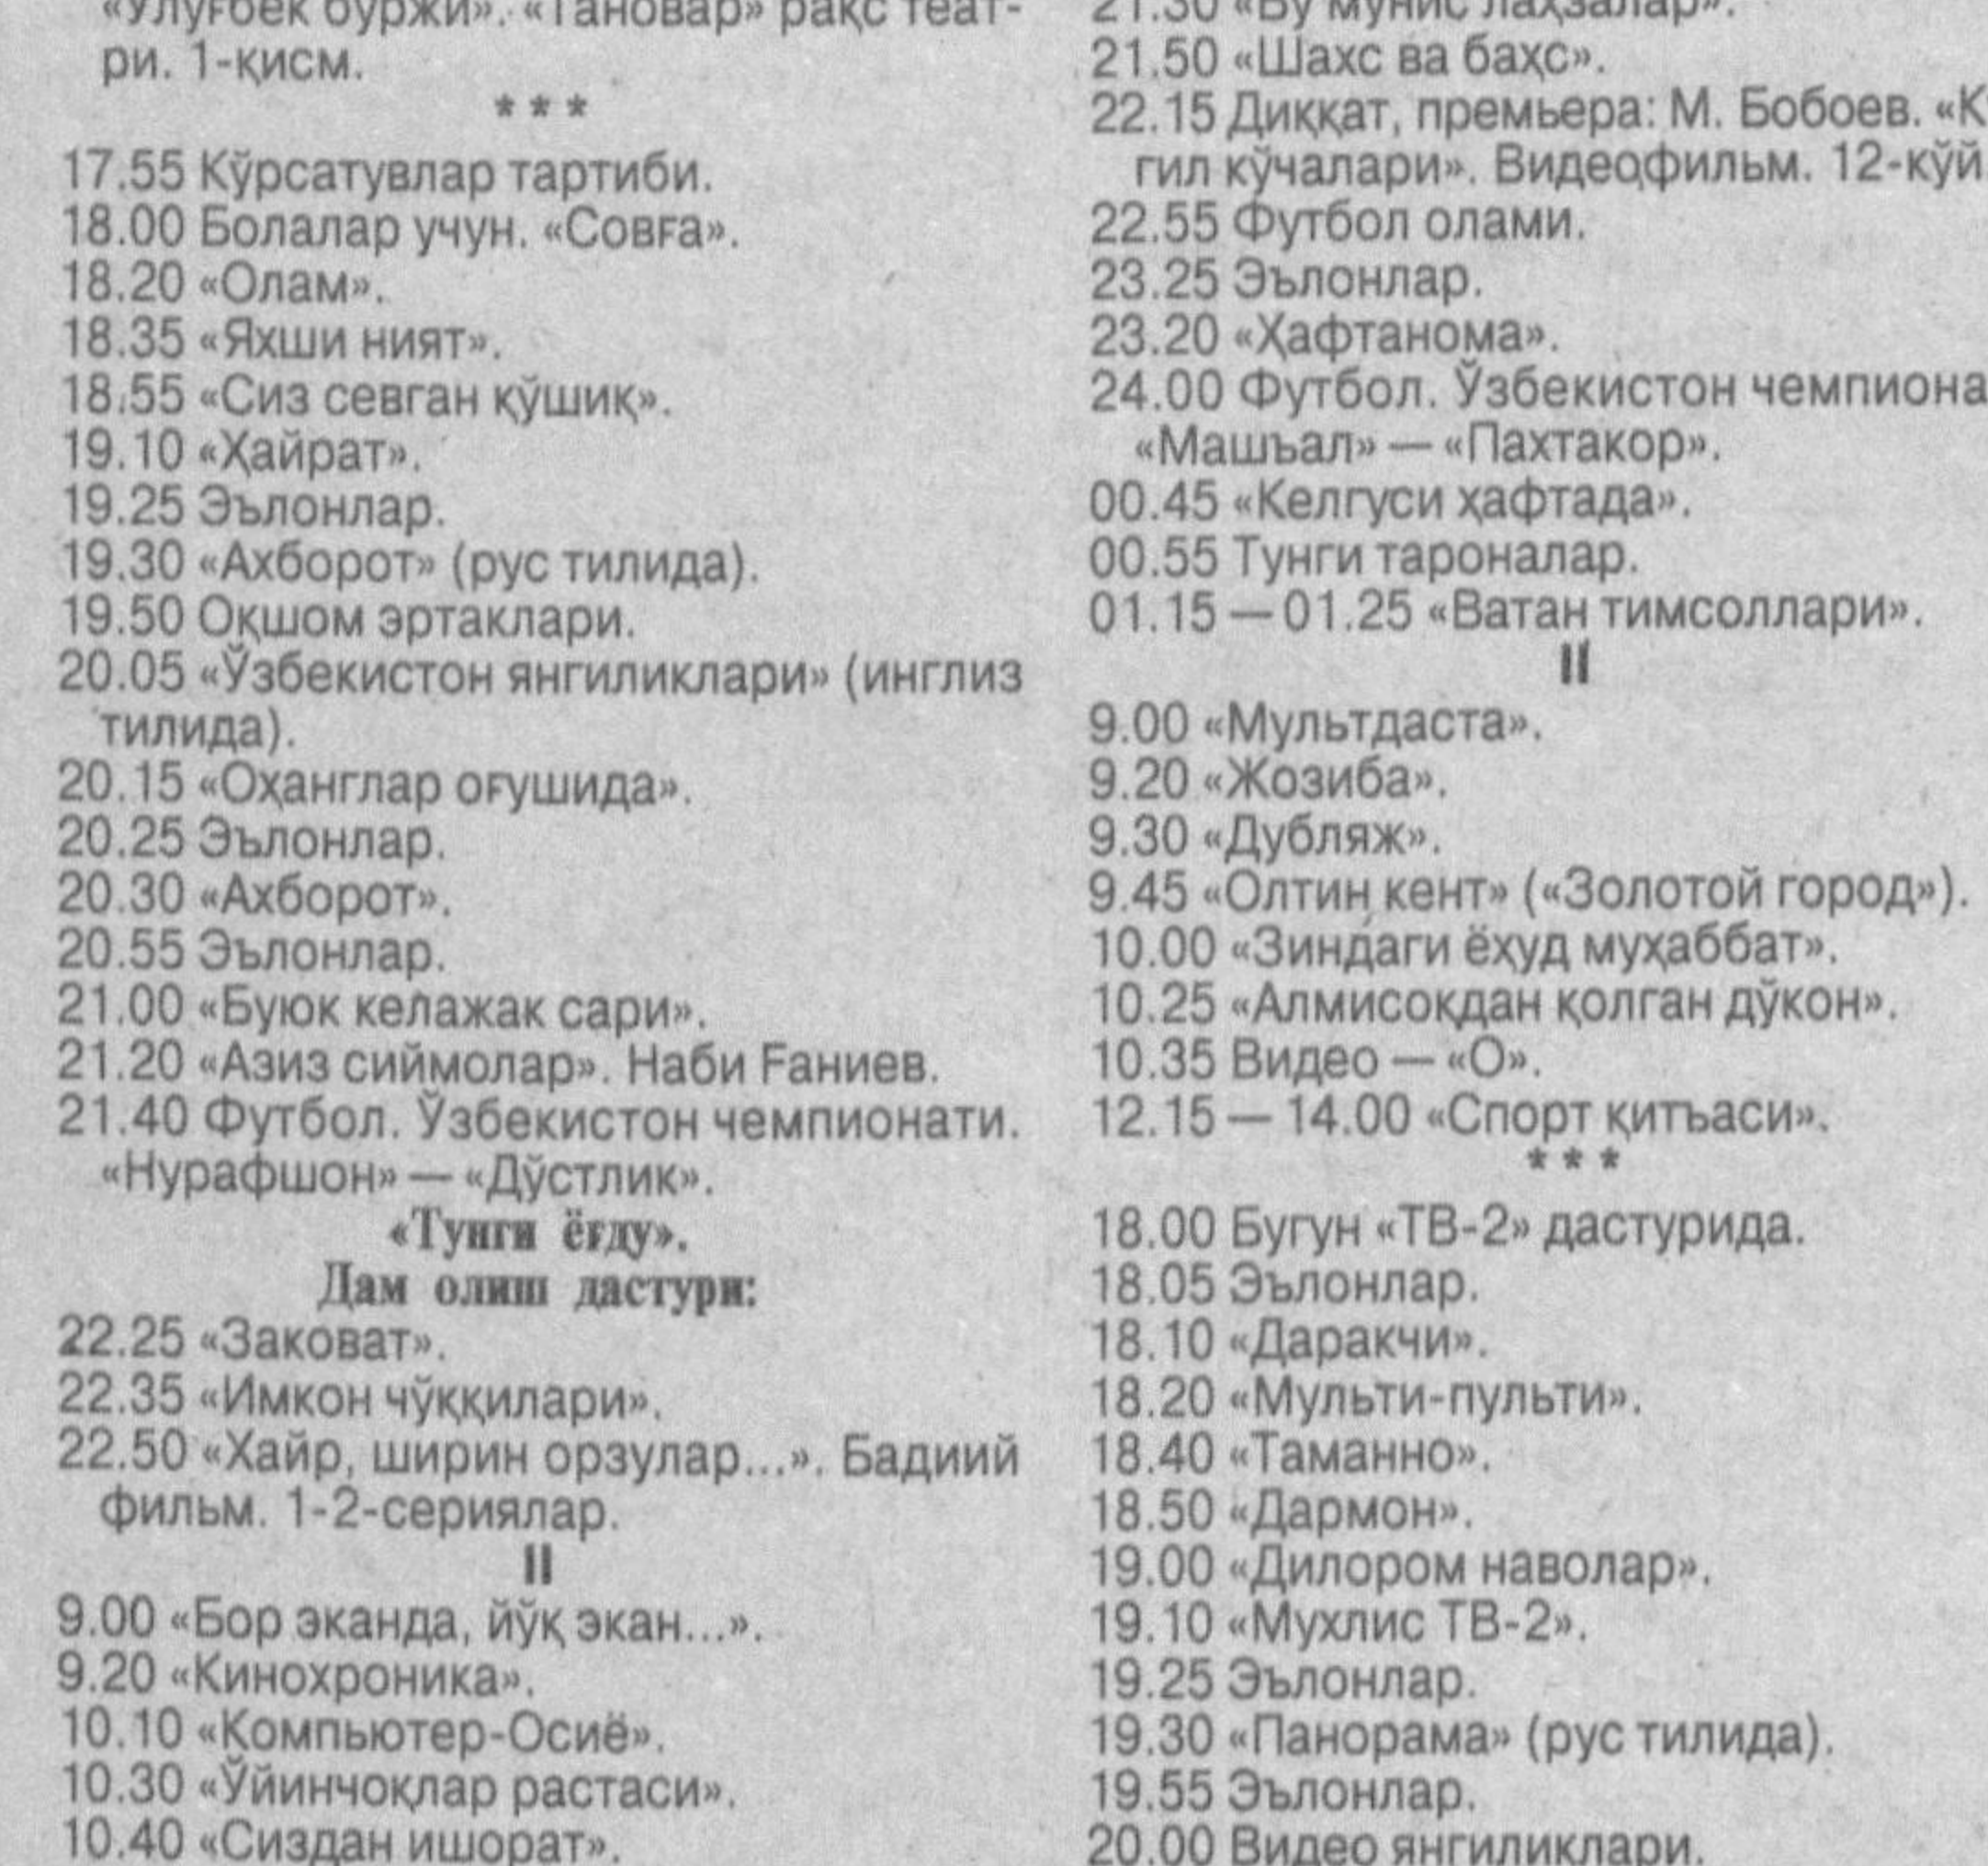 «Улуғбек буржи». «Тановар» рақс теат-
ри. 1-қисм.
* * *
17.55 Кўрсатувлар тартиби.
18.00 Болалар учун. «Совға».
18.20 «Олам».
18.35 «Яхши ният».
18.55 «Сиз севган қўшиқ».
19.10 «Ҳайрат».
19.25 Эълонлар.
19.30 «Ахборот» (рус тилида).
19.50 Оқшом эртаклари.
20.05 «Ўзбекистон янгиликлари» (инглиз
тилида).
20.15 «Оҳанглар оғушида».
20.25 Эълонлар.
20.30 «Ахборот».
20.55 Эълонлар.
21.00 «Буюк келажак сари».
21.20 «Азиз сиймолар». Наби Ғаниев.
21.40 Футбол. Ўзбекистон чемпионати.
«Нурафшон» — «Дўстлик».
«Тунги ёғду».
Дам олиш дастури:
22.25 «Заковат».
22.35 «Имкон чўққилари».
22.50 «Хайр, ширин орзулар...». Бадиий
фильм. 1-2-сериялар.
II
9.00 «Бор эканда, йўқ экан...».
9.20 «Кинохроника».
10.10 «Компьютер-Осиё».
10.30 «Ўйинчоқлар растаси».
10.40 «Сиздан ишорат».
21.30 «Бу мунис лаҳзалар».
21.50 «Шахс ва баҳс».
22.15 Диққат, премьера: М. Бобоев. «К
гил кўчалари». Видеофильм. 12-кўй
22.55 Футбол олами.
23.25 Эълонлар.
23.20 «Ҳафтанома».
24.00 Футбол. Ўзбекистон чемпиона
«Машъал» — «Пахтакор».
00.45 «Келгуси ҳафтада».
00.55 Тунги тароналар.
01.15 — 01.25 «Ватан тимсоллари».
II
9.00 «Мультдаста».
9.20 «Жозиба».
9.30 «Дубляж».
9.45 «Олтин кент» («Золотой город»).
10.00 «Зиндаги ёҳуд муҳаббат».
10.25 «Алмисоқдан қолган дўкон».
10.35 Видео — «О».
12.15 — 14.00 «Спорт қитъаси».
* * *
18.00 Бугун «ТВ-2» дастурида.
18.05 Эълонлар.
18.10 «Даракчи».
18.20 «Мульти-пульти».
18.40 «Таманно».
18.50 «Дармон».
19.00 «Дилором наволар».
19.10 «Мухлис ТВ-2».
19.25 Эълонлар.
19.30 «Панорама» (рус тилида).
19.55 Эълонлар.
20.00 Видео янгиликлари.